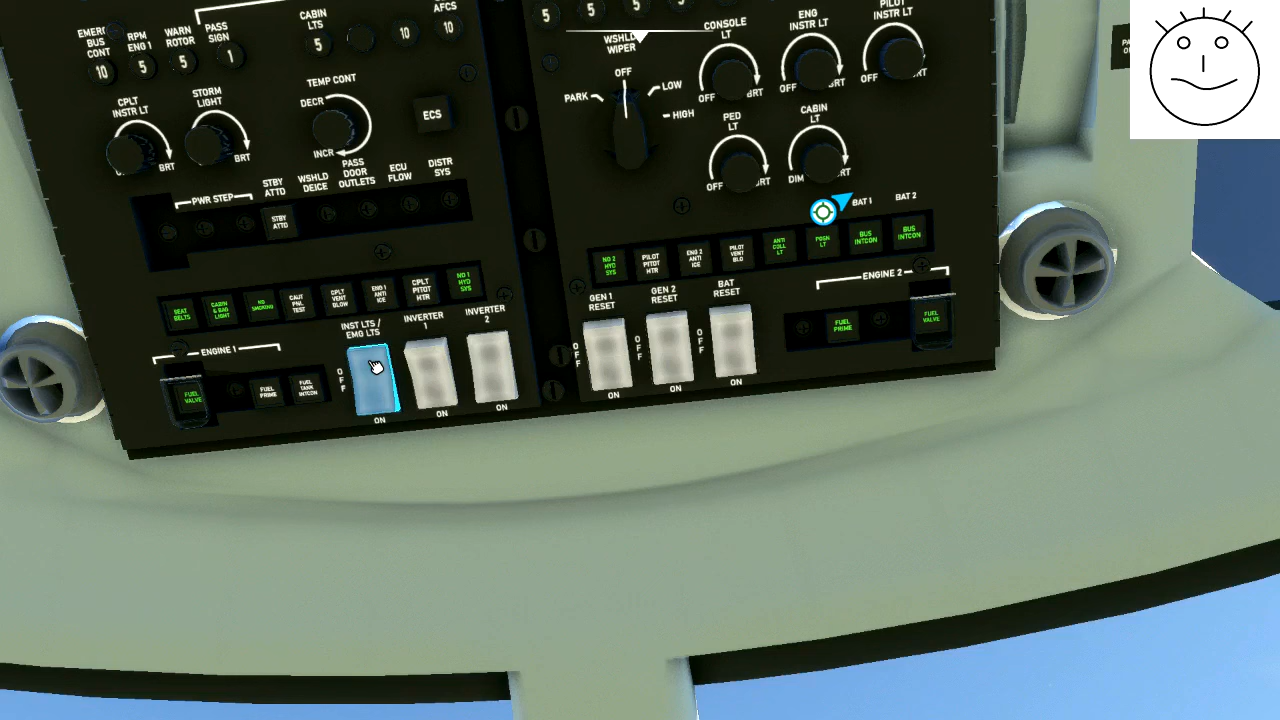 EMERG
BUS
CONT
10
RPM
ENG 1
5
WARN
ROTOR
5
PASS
SIGN
1
CABIN
LTS
5
10
AFCS
10
5
5
5
5
CPLT
INSTR LT
BRT
STORM
LIGHT
BRT
TEMP CONT
DECR
INCR
ECS
PWR STEP
STBY
ATTD
WSHLD
DEICE
PASS
DOOR
OUTLETS
ECU
FLOW
DISTR
SYS
STBY
ATTD
SEAT
BELTS
CABIN
& BAG
LIGHT
NO
SMOKING
CAUT
PNL
TEST
CPLT
VENT
BLOW
ENG 1
ANTI
ICE
CPLT
PITOT
HTR
NO 1
HYD
SYS
ENGINE 1
FUEL
VALVE
FUEL
PRIME
FUEL
TANK
INTCON
INST LTS/
EMG LTS
OFF
ON
INVERTER
1
ON
INVERTER
2
ON
WSHLD
WIPER
OFF
PARK
LOW
HIGH
CONSOLE
LT
OFF
BRT
ENG
INSTR LT
OFF
BRT
PILOT
INSTR LT
OFF
PED
LT
OFF
CABIN
LT
DIM
BAT 1
BAT 2
NO 2
HYD
SYS
PILOT
PITOT
HTR
ENG 2
ANTI
ICE
PILOT
VENT
BLO
ANTI
COLL
LT
POSN
LT
BUS
INTCON
BUS
INTCON
GEN 1
RESET
OFF
ON
GEN 2
RESET
OFF
ON
BAT
RESET
OFF
ON
ENGINE 2
FUEL
PRIME
FUEL
VALVE